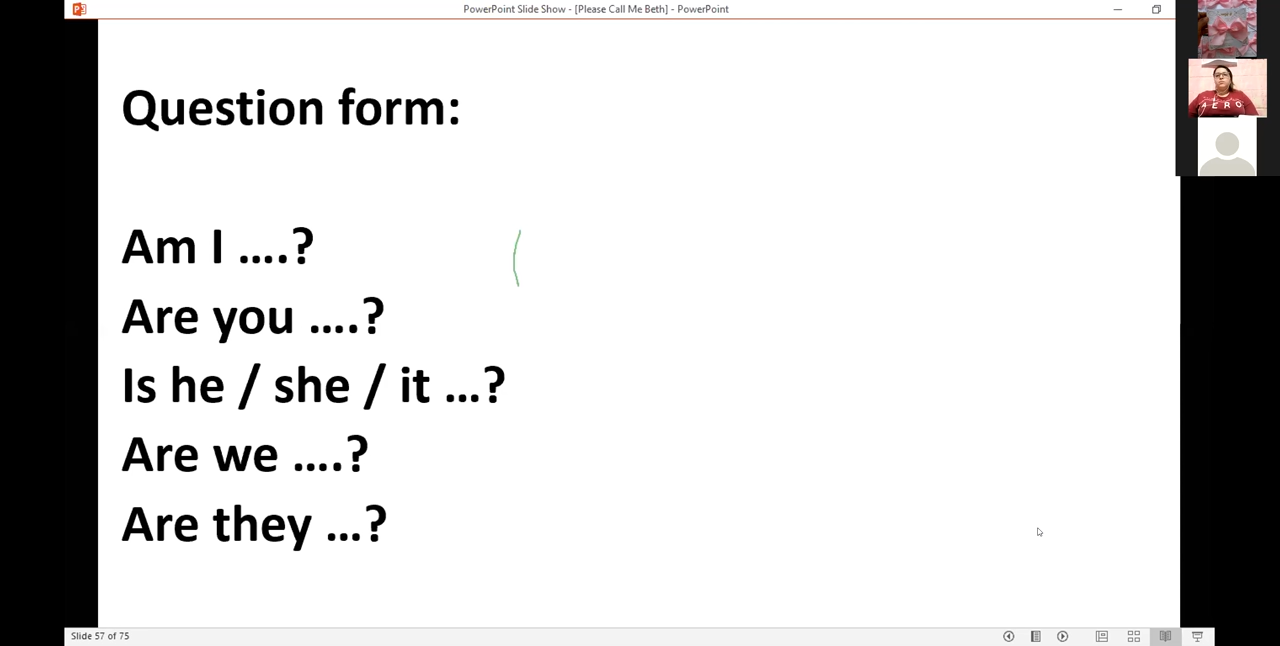 PowerPoint Slide Show - [Please Call Me Beth] - PowerPoint
Question form:
Am I ....?
Are you ....?
Is he / she / it ...?
Are we ....?
Are they ...?
AERO
Slide 57 of 75